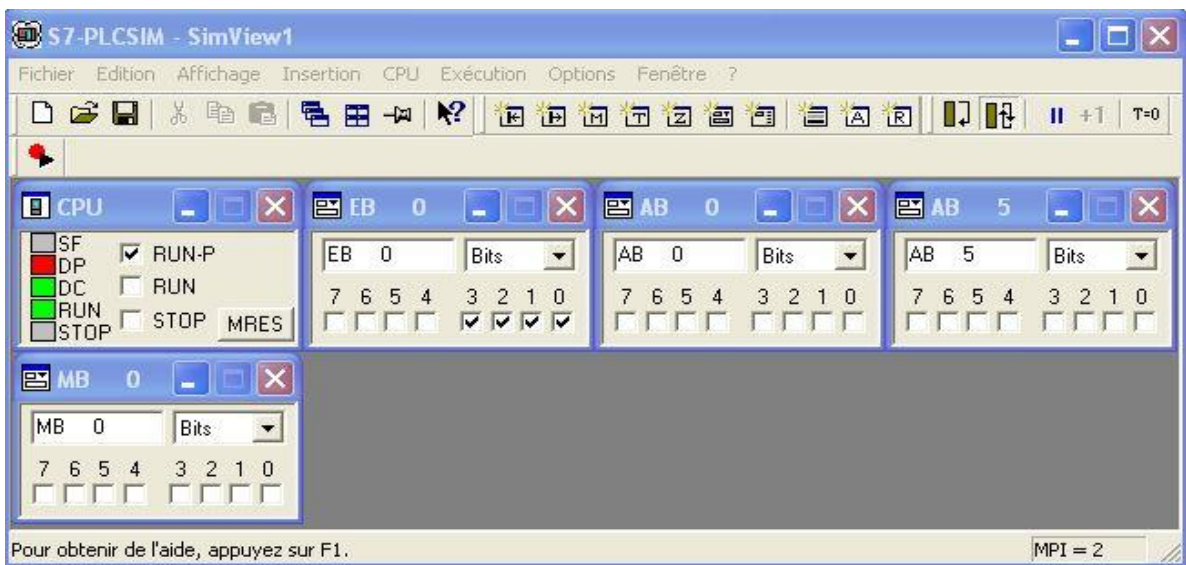 S7-PLCSIM - SimView1
Fichier Edition Affichage Insertion CPU Exécution Options Fenêtre ?
M T Z A R +1 T=0
CPU
SF
DP
DC
RUN
STOP
RUN-P
RUN
STOP MRES
EB 0
EB 0 Bits
7 6 5 4 3 2 1 0
AB 0
AB 0 Bits
7 6 5 4 3 2 1 0
AB 5
AB 5 Bits
7 6 5 4 3 2 1 0
MB 0
MB 0 Bits
7 6 5 4 3 2 1 0
Pour obtenir de l'aide, appuyez sur F1.
MPI = 2